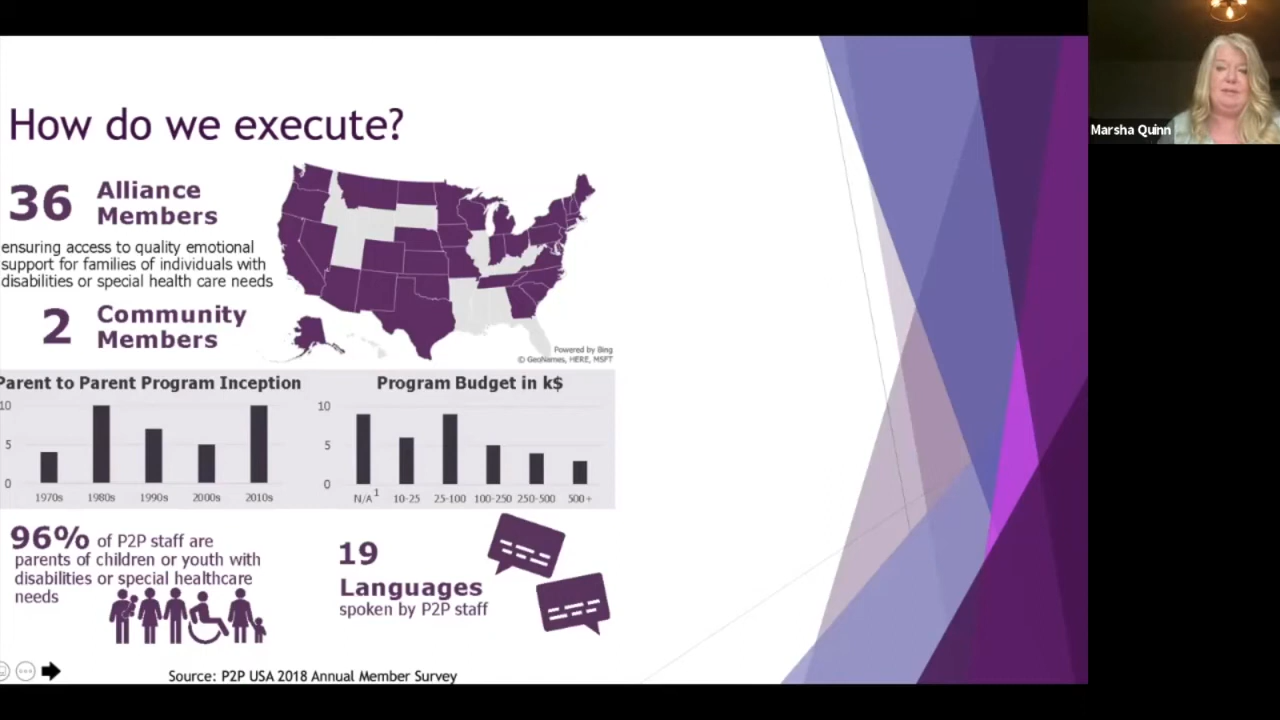 How do we execute?
36
Alliance
Members
ensuring access to quality emotional
support for families of individuals with
disabilities or special health care needs
2
Community
Members
Powered by Bing
© GeoNames, HERE, MSFT
Parent to Parent Program Inception
10
5
0
1970s 1980s 1990s 2000s 2010s
Program Budget in k$
10
5
0
N/A1 10-25 25-100 100-250 250-500 500+
96% of P2P staff are
parents of children or youth with
disabilities or special healthcare
needs
19
Languages
spoken by P2P staff
Source: P2P USA 2018 Annual Member Survey
Marsha Quinn